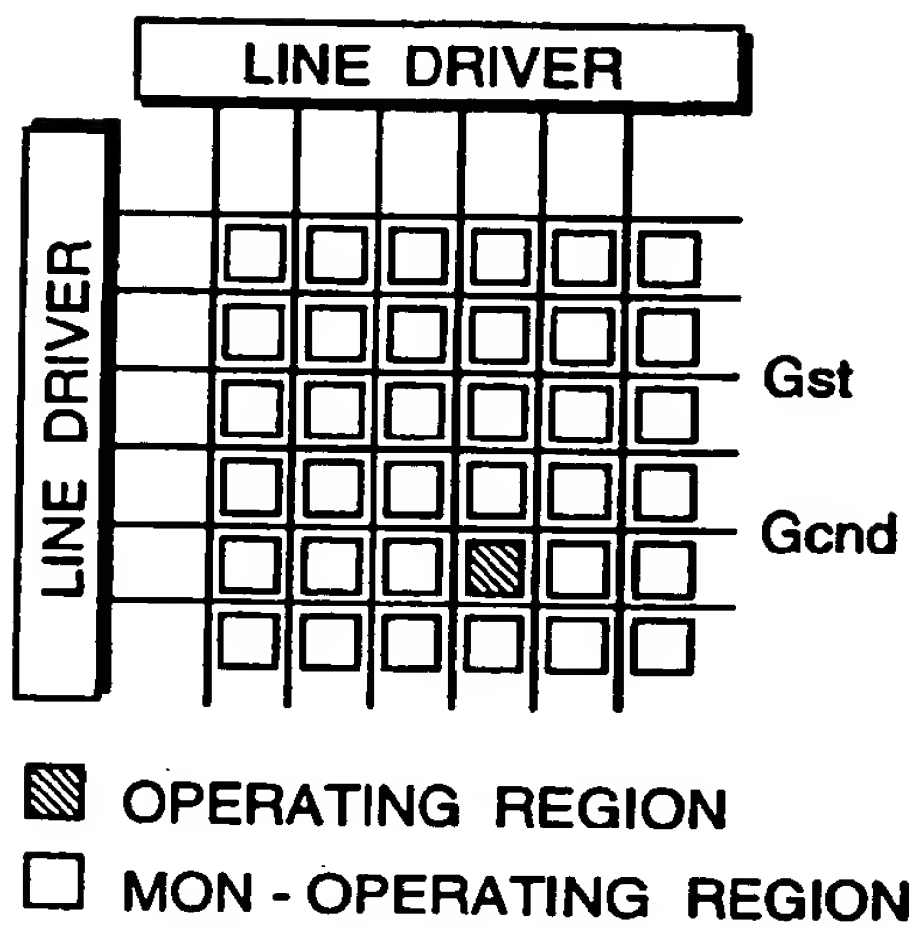 LINE DRIVER
LINE DRIVER
Gst
Gcnd
OPERATING REGION
MON - OPERATING REGION